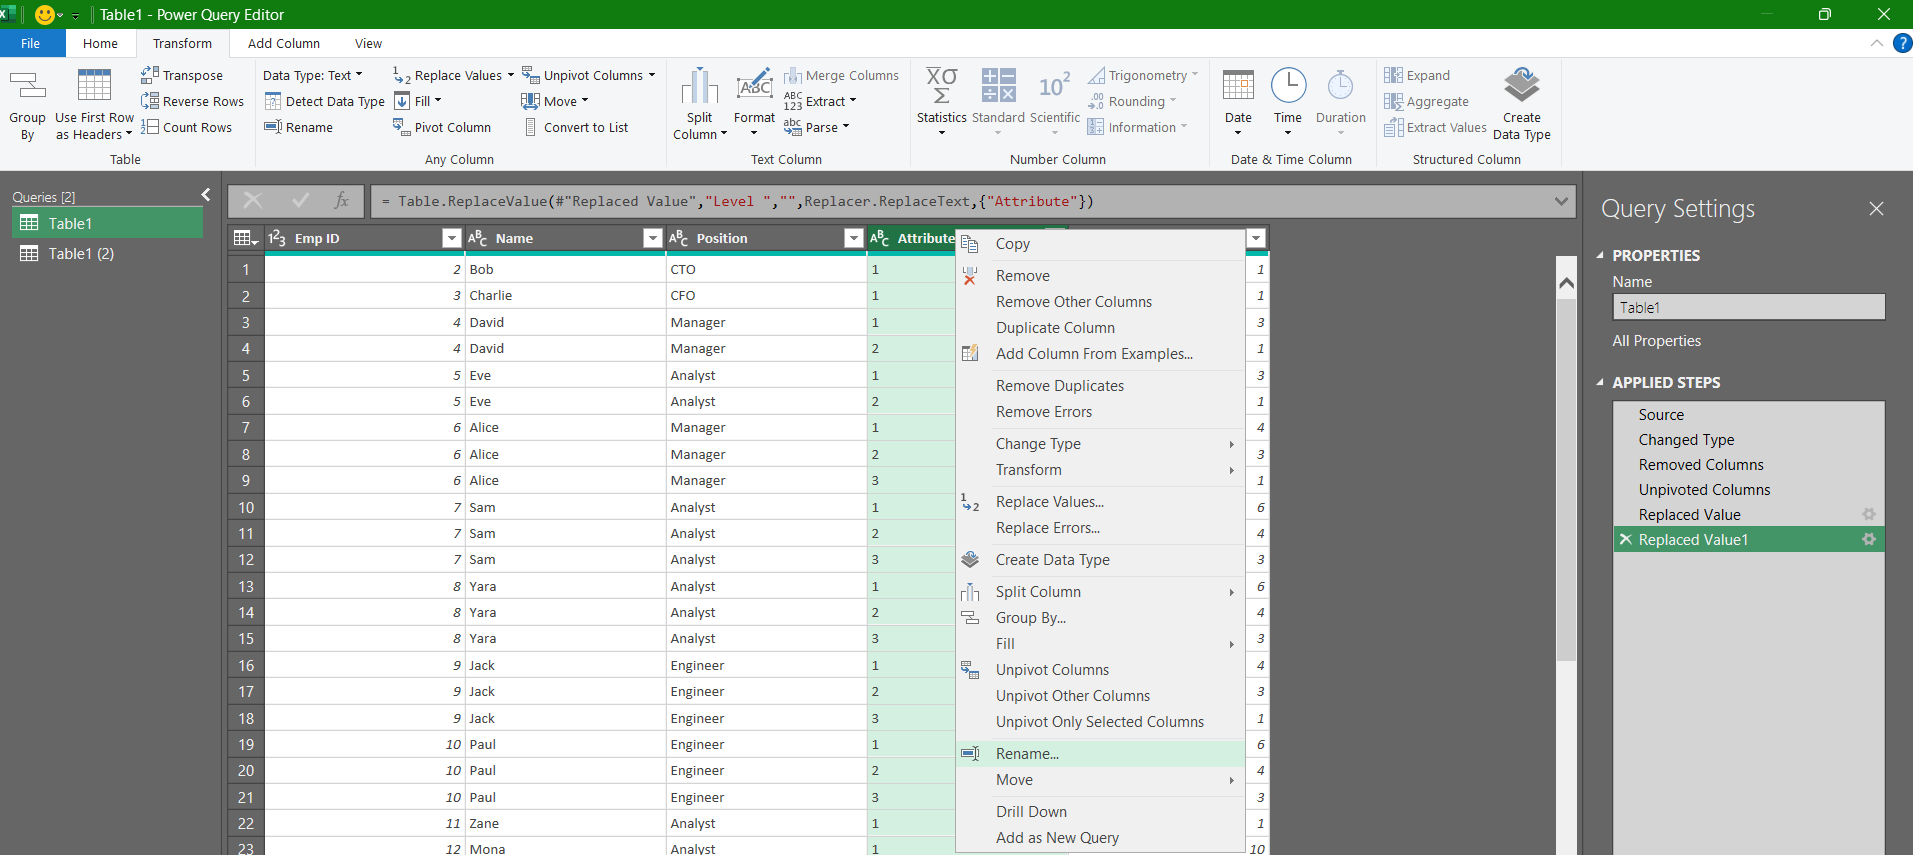 Table1 - Power Query Editor
File Home Transform Add Column View
Group By
Use First Row as Headers
Transpose
Reverse Rows
Count Rows
Table
Data Type: Text
Detect Data Type
Rename
Replace Values
Fill
Pivot Column
Unpivot Columns
Move
Convert to List
Any Column
Split Column
Format
Merge Columns
Extract
Parse
Text Column
Statistics
Standard
Scientific
Trigonometry
Rounding
Information
Number Column
Date
Time
Duration
Date & Time Column
Expand
Aggregate
Extract Values
Create Data Type
Structured Column
Queries [2]
Table1
Table1 (2)
fx = Table.ReplaceValue(#"Replaced Value","Level ","",Replacer.ReplaceText,{"Attribute"})
Emp ID Name Position Attribute
1 2 Bob CTO 1 1
2 3 Charlie CFO 1 1
3 4 David Manager 1 3
4 4 David Manager 2 1
5 5 Eve Analyst 1 3
6 5 Eve Analyst 2 1
7 6 Alice Manager 1 4
8 6 Alice Manager 2 3
9 6 Alice Manager 3 1
10 7 Sam Analyst 1 6
11 7 Sam Analyst 2 4
12 7 Sam Analyst 3 3
13 8 Yara Analyst 1 6
14 8 Yara Analyst 2 4
15 8 Yara Analyst 3 3
16 9 Jack Engineer 1 4
17 9 Jack Engineer 2 3
18 9 Jack Engineer 3 1
19 10 Paul Engineer 1 6
20 10 Paul Engineer 2 4
21 10 Paul Engineer 3 3
22 11 Zane Analyst 1 1
23 12 Mona Analyst 1 10
Copy
Remove
Remove Other Columns
Duplicate Column
Add Column From Examples...
Remove Duplicates
Remove Errors
Change Type
Transform
Replace Values...
Replace Errors...
Create Data Type
Split Column
Group By...
Fill
Unpivot Columns
Unpivot Other Columns
Unpivot Only Selected Columns
Rename...
Move
Drill Down
Add as New Query
Query Settings
PROPERTIES
Name
Table1
All Properties
APPLIED STEPS
Source
Changed Type
Removed Columns
Unpivoted Columns
Replaced Value
Replaced Value1